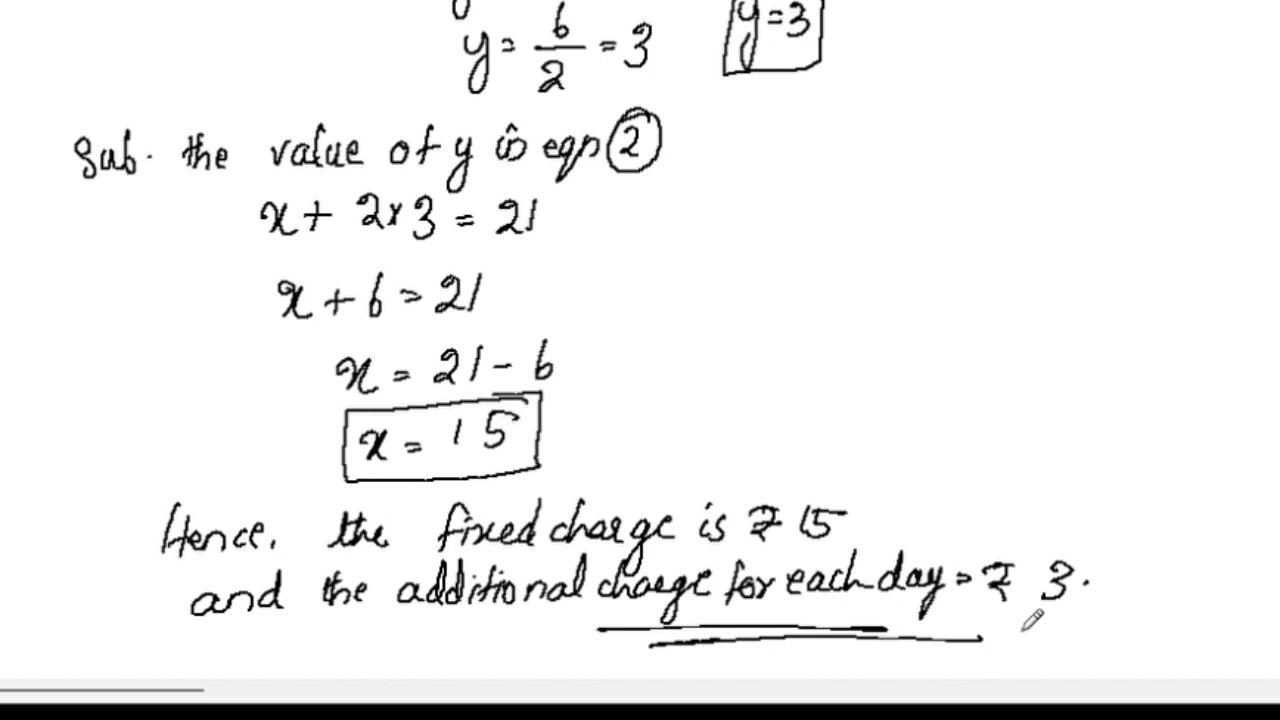 y = 6/2 = 3 y=3
Sub. the value of y in eqn (2)
x + 2×3 = 21
x + 6 = 21
x = 21 - 6
x = 15
Hence, the fixed charge is ₹ 15
and the additional charge for each day = ₹ 3.